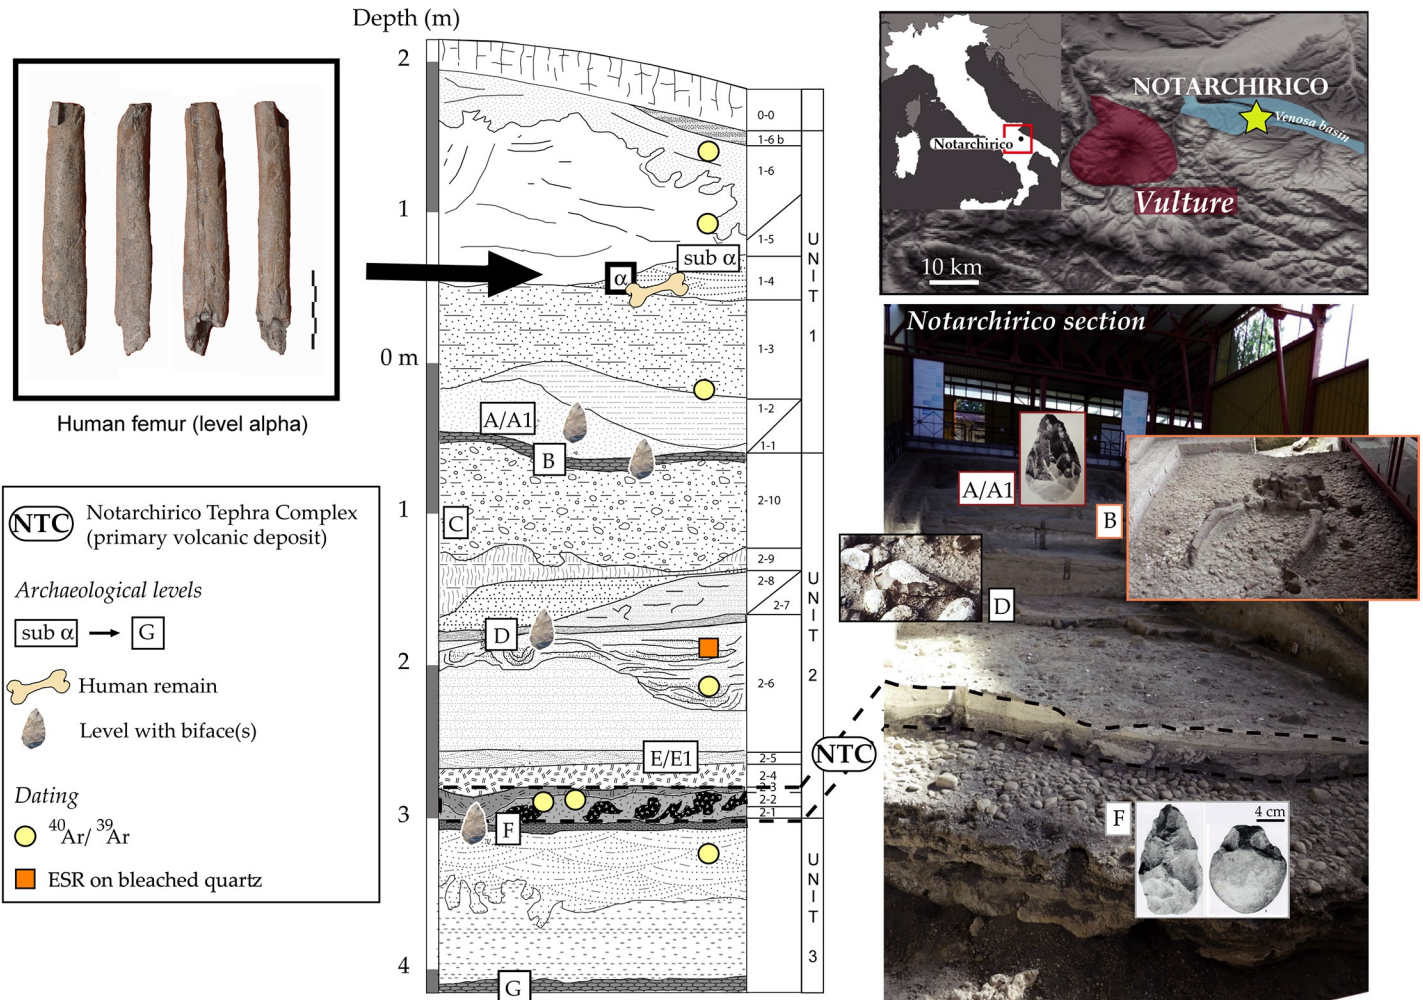 Depth (m)
2
1
0 m
1
2
3
4
Human femur (level alpha)
NTC
Notarchirico Tephra Complex
(primary volcanic deposit)
Archaeological levels
sub α
G
Human remain
Level with biface(s)
Dating
40Ar/ 39Ar
ESR on bleached quartz
sub α
α
A/A1
B
C
D
E/E1
F
G
0-0
1-6 b
1-6
1-5
1-4
1-3
1-2
1-1
2-10
2-9
2-8
2-7
2-6
2-5
2-4
2-3
2-2
2-1
UNIT 1
UNIT 2
UNIT 3
NTC
Notarchirico
NOTARCHIRICO
Venosa basin
Vulture
10 km
Notarchirico section
A/A1
B
D
F
4 cm